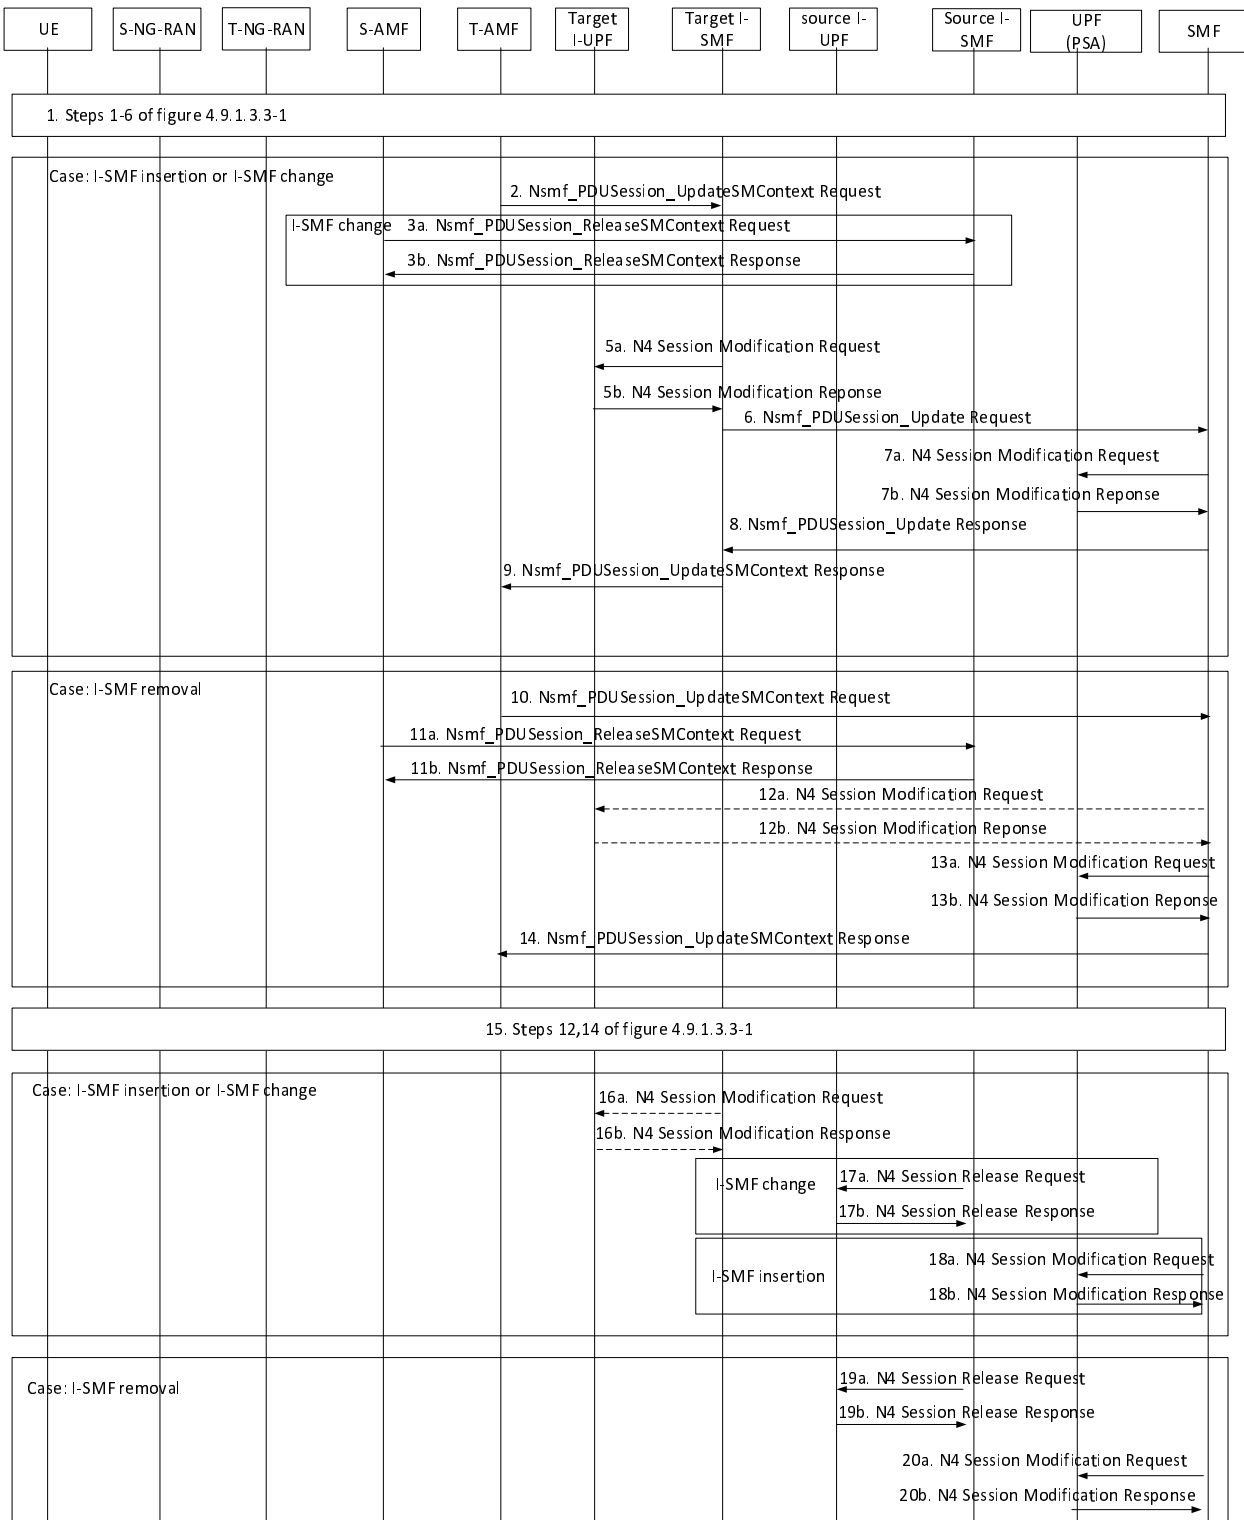 UE
S-NG-RAN
T-NG-RAN
S-AMF
T-AMF
Target
I-UPF
Target I-
SMF
source I-
UPF
Source I-
SMF
UPF
(PSA)
SMF
1. Steps 1-6 of figure 4.9.1.3.3-1
Case: I-SMF insertion or I-SMF change
2. Nsmf_PDUSession_UpdateSMContext Request
I-SMF change
3a. Nsmf_PDUSession_ReleaseSMContext Request
3b. Nsmf_PDUSession_ReleaseSMContext Response
5a. N4 Session Modification Request
5b. N4 Session Modification Reponse
6. Nsmf_PDUSession_Update Request
7a. N4 Session Modification Request
7b. N4 Session Modification Reponse
8. Nsmf_PDUSession_Update Response
9. Nsmf_PDUSession_UpdateSMContext Response
Case: I-SMF removal
10. Nsmf_PDUSession_UpdateSMContext Request
11a. Nsmf_PDUSession_ReleaseSMContext Request
11b. Nsmf_PDUSession_ReleaseSMContext Response
12a. N4 Session Modification Request
12b. N4 Session Modification Reponse
13a. N4 Session Modification Request
13b. N4 Session Modification Reponse
14. Nsmf_PDUSession_UpdateSMContext Response
15. Steps 12,14 of figure 4.9.1.3.3-1
Case: I-SMF insertion or I-SMF change
16a. N4 Session Modification Request
16b. N4 Session Modification Response
I-SMF change
17a. N4 Session Release Request
17b. N4 Session Release Response
I-SMF insertion
18a. N4 Session Modification Request
18b. N4 Session Modification Response
Case: I-SMF removal
19a. N4 Session Release Request
19b. N4 Session Release Response
20a. N4 Session Modification Request
20b. N4 Session Modification Response